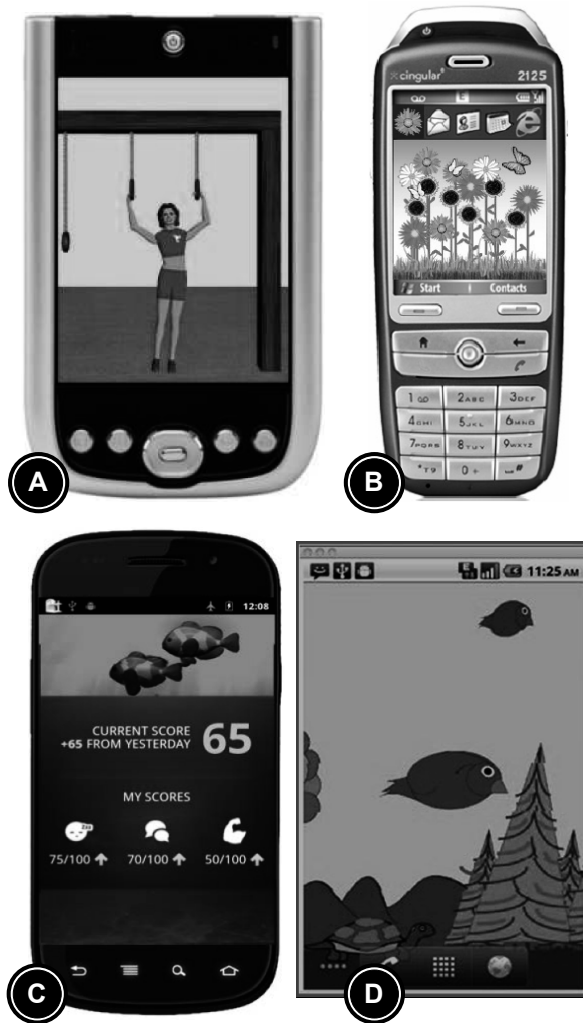 A
cingular
2125
E
Start
Contacts
1
2ABC
3DEF
4GHI
5JKL
6MNO
7PQRS
8TUV
9WXYZ
*T9
0+
#
B
12:08
CURRENT SCORE
+65 FROM YESTERDAY
65
MY SCORES
75/100
70/100
50/100
C
11:25 AM
D